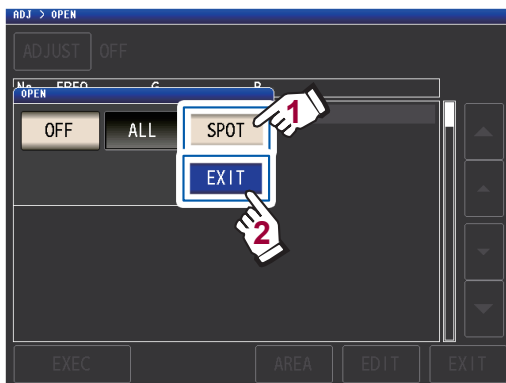 ADJ > OPEN
ADJUST OFF
No. FREQ G B
OPEN
OFF ALL SPOT
1
EXIT
2
EXEC AREA EDIT EXIT